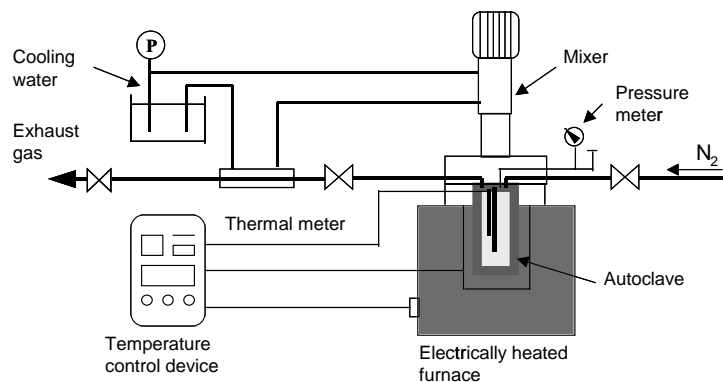 P
Cooling
water
Mixer
Pressure
meter
Exhaust
gas
N₂
Thermal meter
Autoclave
Temperature
control device
Electrically heated
furnace